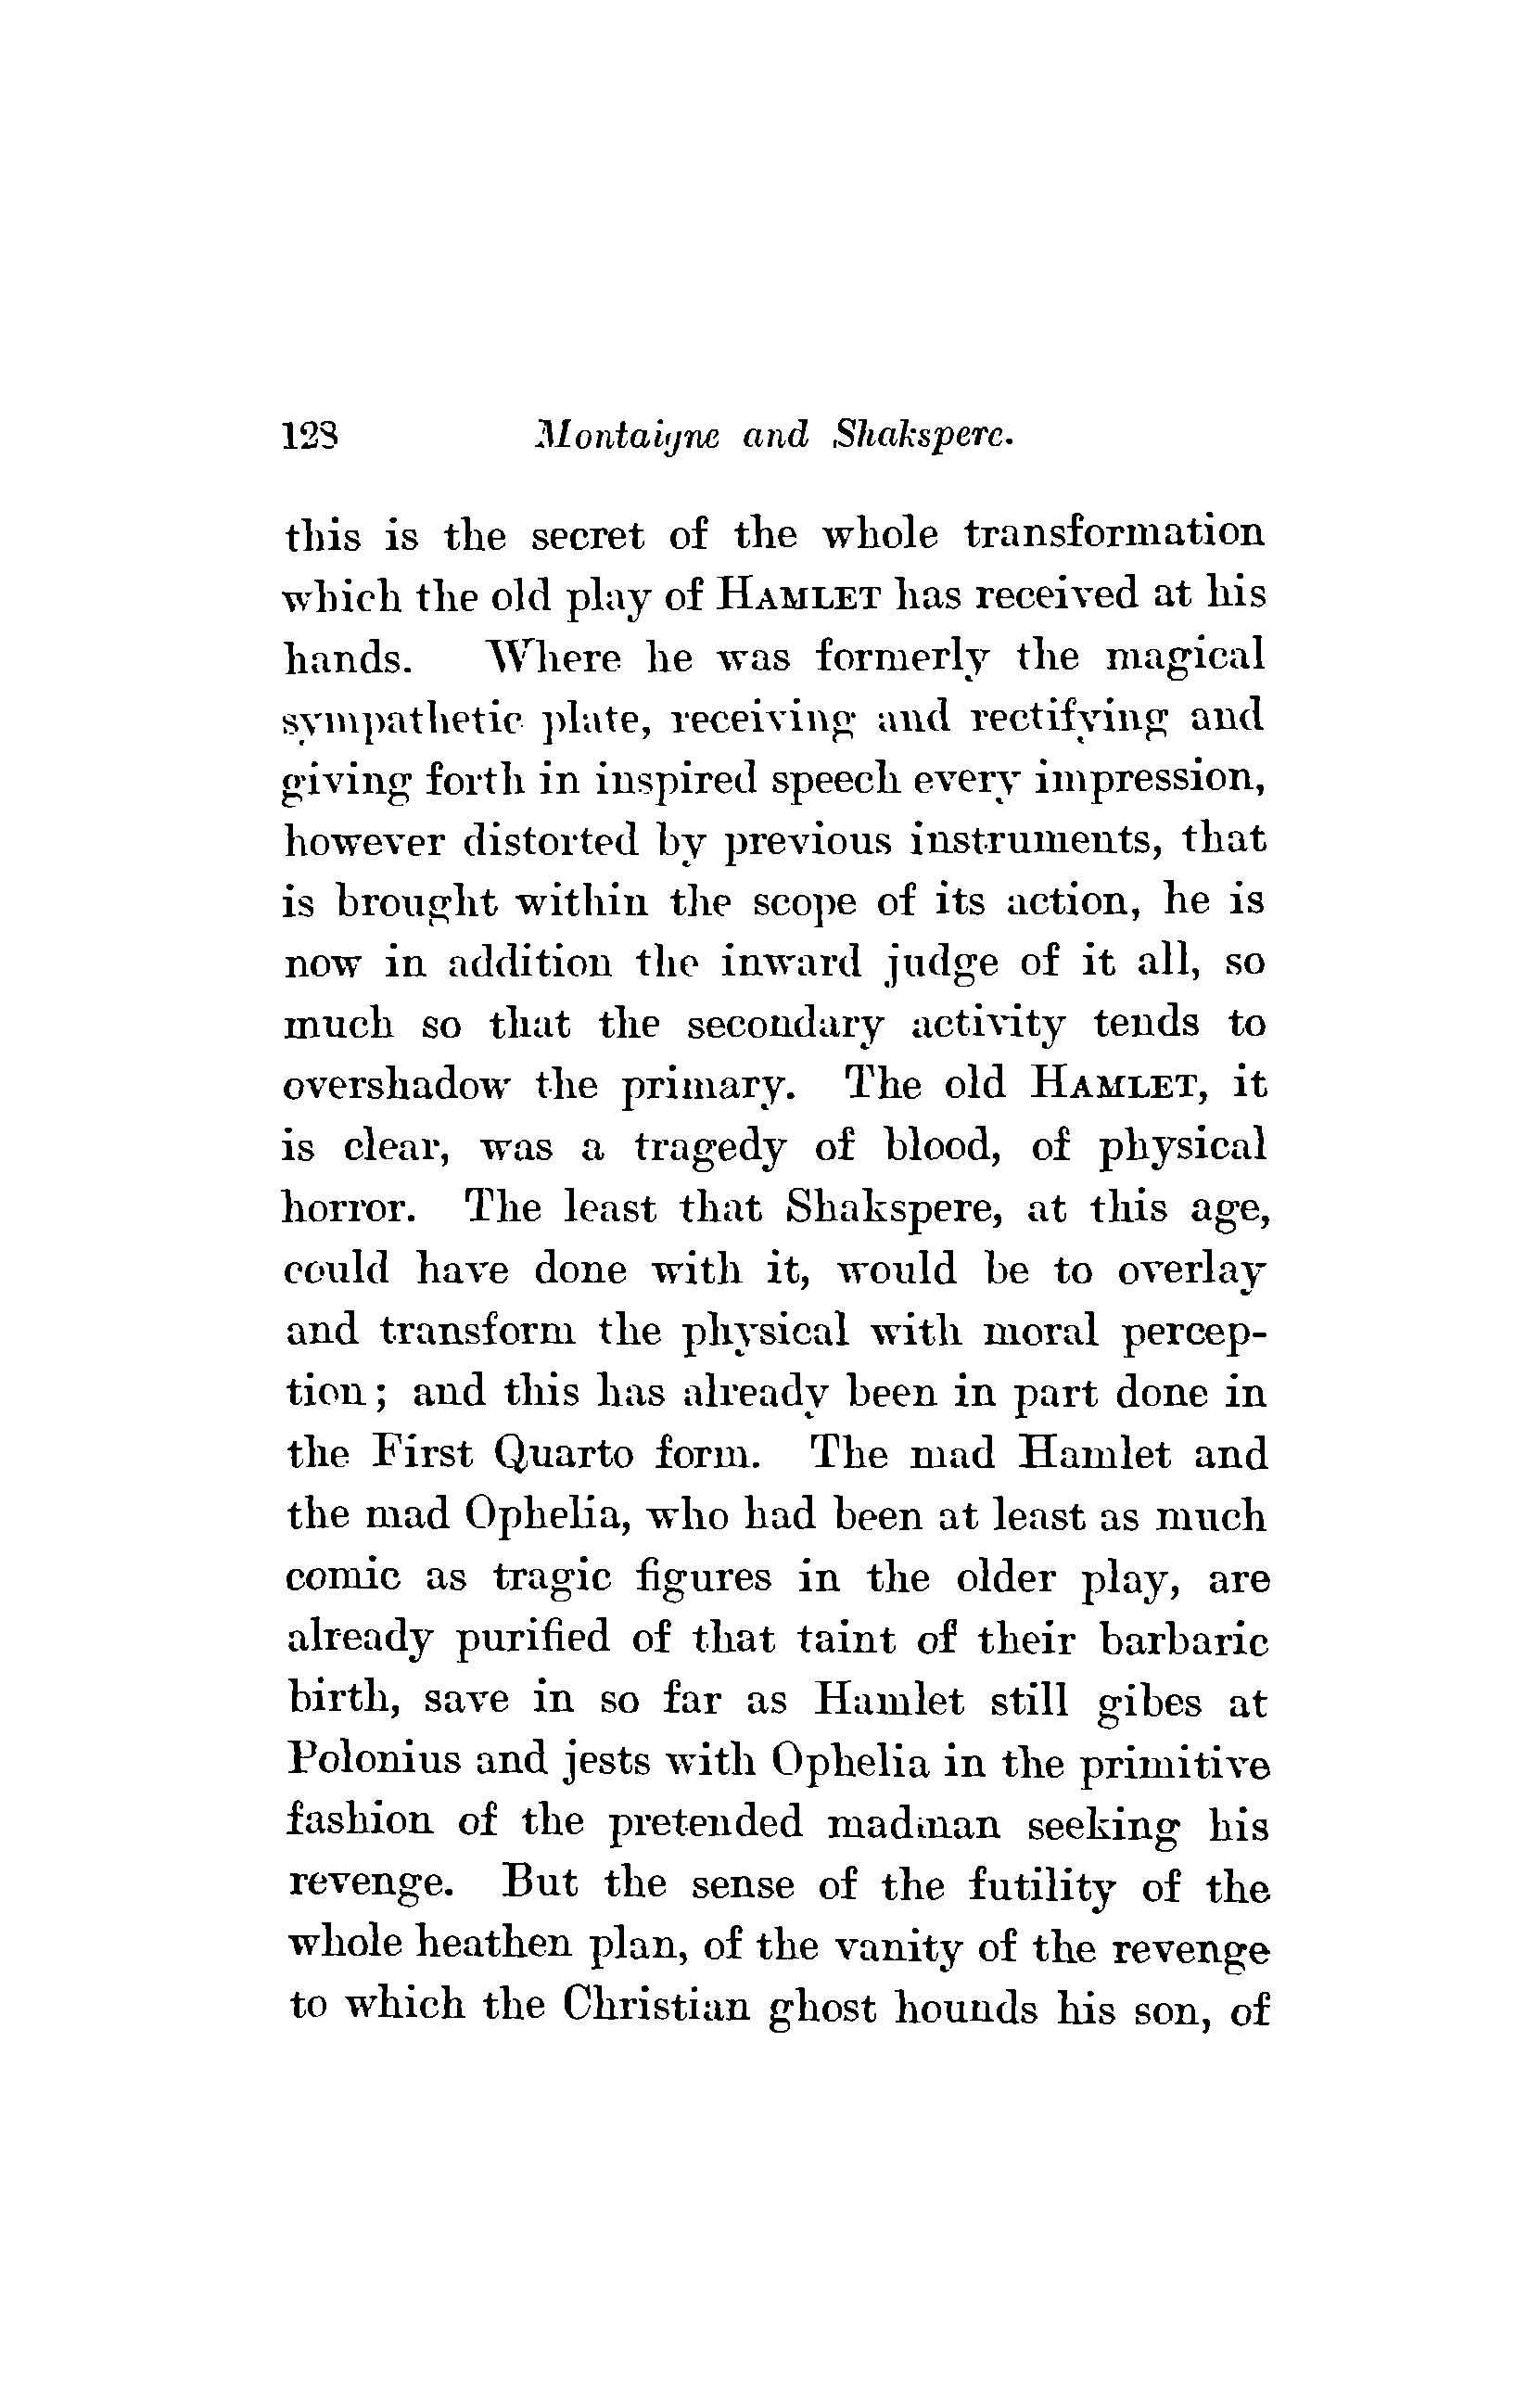 128 Montaigne and Shakspere.
this is the secret of the whole transformation
which the old play of HAMLET has received at his
hands. Where he was formerly the magical
sympathetic plate, receiving and rectifying and
giving forth in inspired speech every impression,
however distorted by previous instruments, that
is brought within the scope of its action, he is
now in addition the inward judge of it all, so
much so that the secondary activity tends to
overshadow the primary. The old HAMLET, it
is clear, was a tragedy of blood, of physical
horror. The least that Shakspere, at this age,
could have done with it, would be to overlay
and transform the physical with moral percep-
tion; and this has already been in part done in
the First Quarto form. The mad Hamlet and
the mad Ophelia, who had been at least as much
comic as tragic figures in the older play, are
already purified of that taint of their barbaric
birth, save in so far as Hamlet still gibes at
Polonius and jests with Ophelia in the primitive
fashion of the pretended madman seeking his
revenge. But the sense of the futility of the
whole heathen plan, of the vanity of the revenge
to which the Christian ghost hounds his son, of